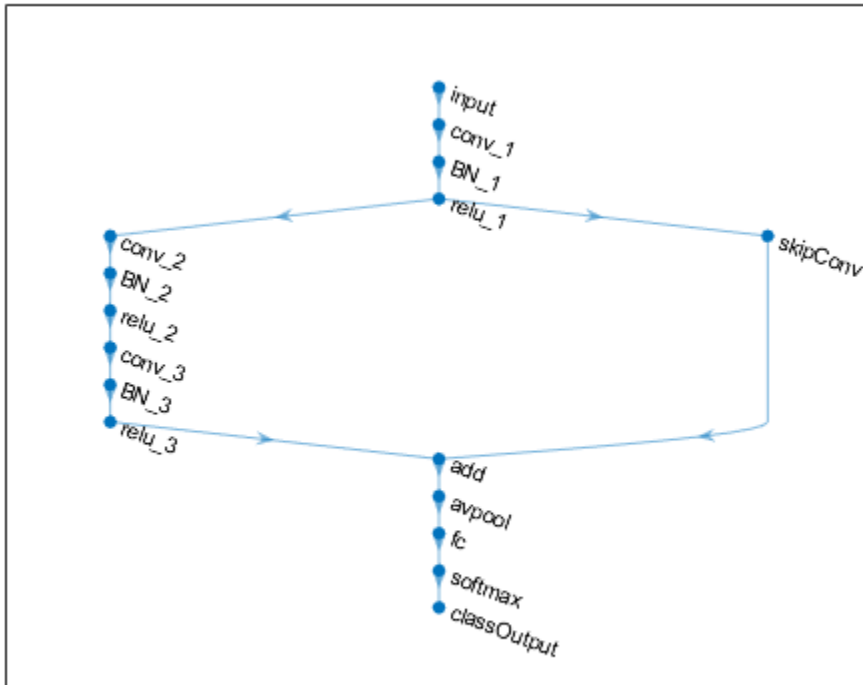 input
conv_1
BN_1
relu_1
conv_2
BN_2
relu_2
conv_3
BN_3
relu_3
skipConv
add
avpool
fc
softmax
classOutput